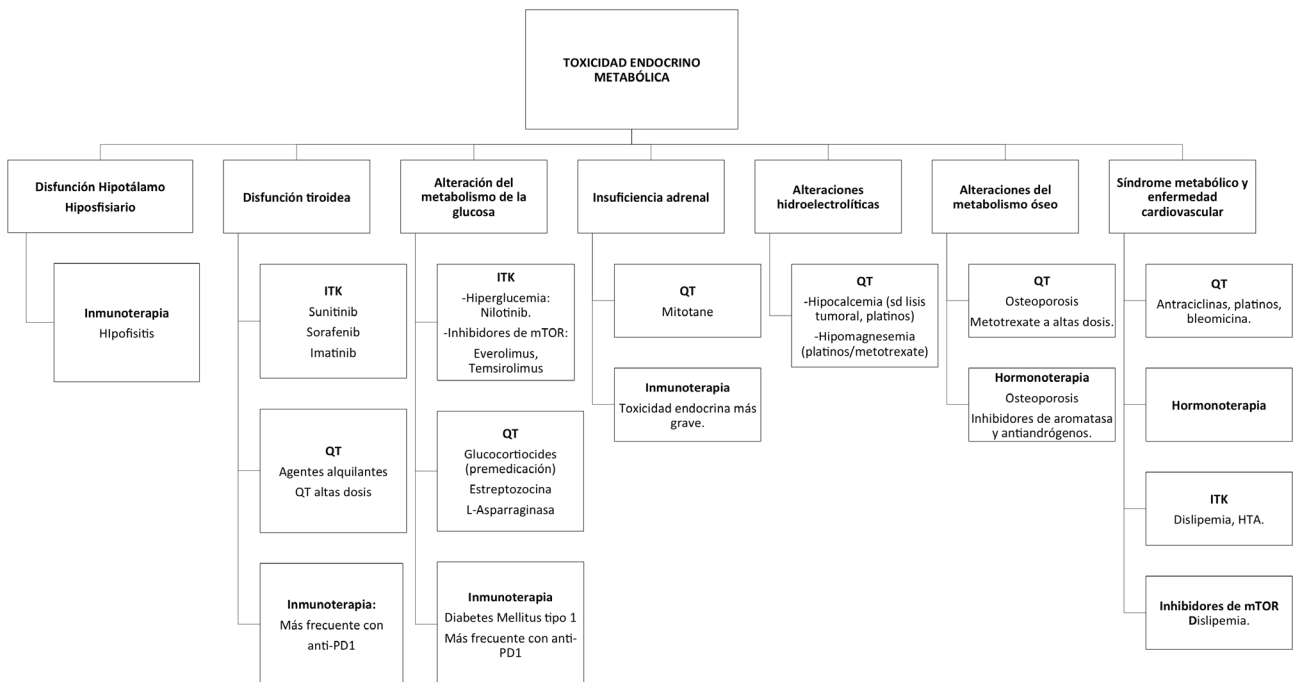 TOXICIDAD ENDOCRINO
METABÓLICA
Disfunción Hipotálamo
Hiposfisiario
Inmunoterapia
HIpofisitis
Disfunción tiroidea
ITK
Sunitinib
Sorafenib
Imatinib
QT
Agentes alquilantes
QT altas dosis
Inmunoterapia:
Más frecuente con
anti-PD1
Alteración del
metabolismo de la
glucosa
ITK
-Hiperglucemia:
Nilotinib.
-Inhibidores de mTOR:
Everolimus,
Temsirolimus
QT
Glucocortiocides
(premedicación)
Estreptozocina
L-Asparraginasa
Inmunoterapia
Diabetes Mellitus tipo 1
Más frecuente con anti-
PD1
Insuficiencia adrenal
QT
Mitotane
Inmunoterapia
Toxicidad endocrina más
grave.
Alteraciones
hidroelectrolíticas
QT
-Hipocalcemia (sd lisis
tumoral, platinos)
-Hipomagnesemia
(platinos/metotrexate)
Alteraciones del
metabolismo óseo
QT
Osteoporosis
Metotrexate a altas dosis.
Hormonoterapia
Osteoporosis
Inhibidores de aromatasa
y antiandrógenos.
Síndrome metabólico y
enfermedad
cardiovascular
QT
Antraciclinas, platinos,
bleomicina.
Hormonoterapia
ITK
Dislipemia, HTA.
Inhibidores de mTOR
Dislipemia.